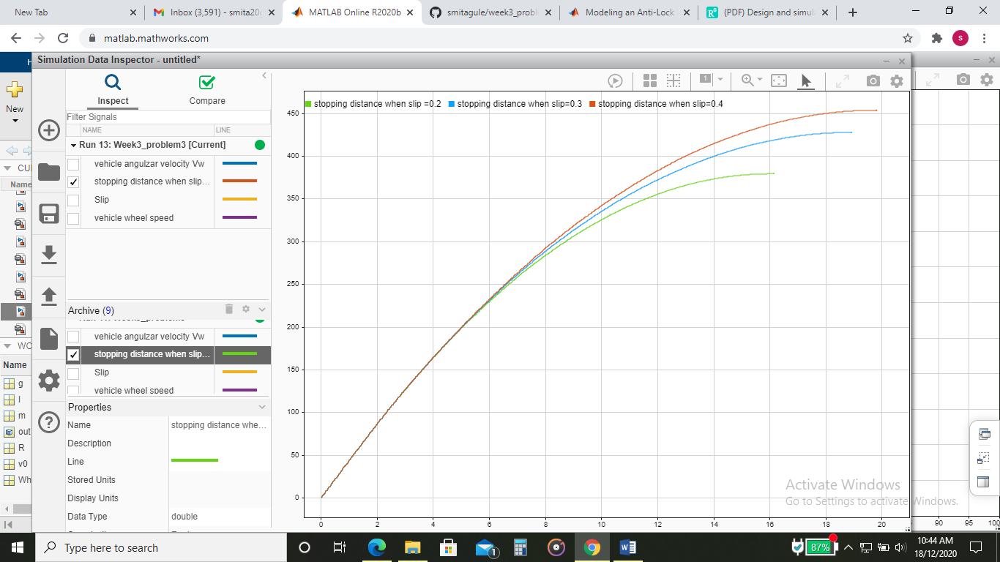 New Tab
Inbox (3,591) - smita20
MATLAB Online R2020b
smitagule/week3_probl
Modeling an Anti-Lock
(PDF) Design and simul
matlab.mathworks.com
s
Simulation Data Inspector - untitled*
New
Inspect
Compare
1
Filter Signals
NAME
LINE
Run 13: Week3_problem3 [Current]
vehicle angulzar velocity Vw
stopping distance when slip...
Slip
vehicle wheel speed
Archive (9)
vehicle angulzar velocity Vw
stopping distance when slip...
Slip
vehicle wheel speed
Properties
Name
stopping distance whe...
Description
Line
Stored Units
Display Units
Data Type
double
CU
Name
WO
Name
g
I
m
out
R
v0
Wh
stopping distance when slip =0.2
stopping distance when slip=0.3
stopping distance when slip=0.4
450
400
350
300
250
200
150
100
50
0
0 2 4 6 8 10 12 14 16 18 20
90 95 100
Activate Windows
Go to Settings to activate Windows.
Type here to search
1
87%
10:44 AM
18/12/2020